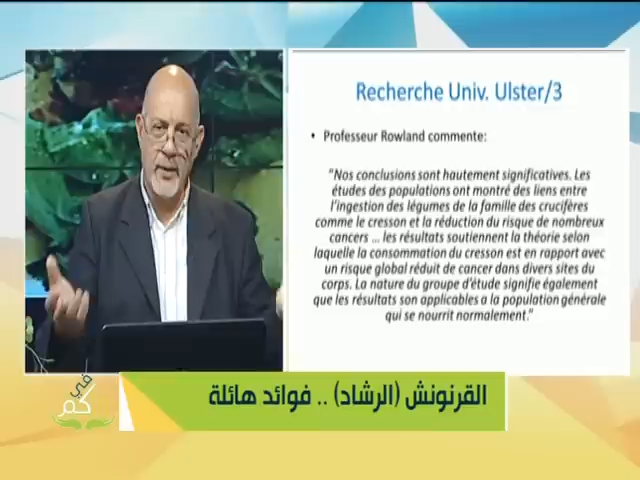 Recherche Univ. Ulster/3
• Professeur Rowland commente:
"Nos conclusions sont hautement significatives. Les
études des populations ont montré des liens entre
l'ingestion des légumes de la famille des crucifères
comme le cresson et la réduction du risque de nombreux
cancers ... les résultats soutiennent la théorie selon
laquelle la consommation du cresson est en rapport avec
un risque global réduit de cancer dans divers sites du
corps. La nature du groupe d'étude signifie également
que les résultats son applicables a la population générale
qui se nourrit normalement."
القرنونش (الرشاد) .. فوائد هائلة
في
كم